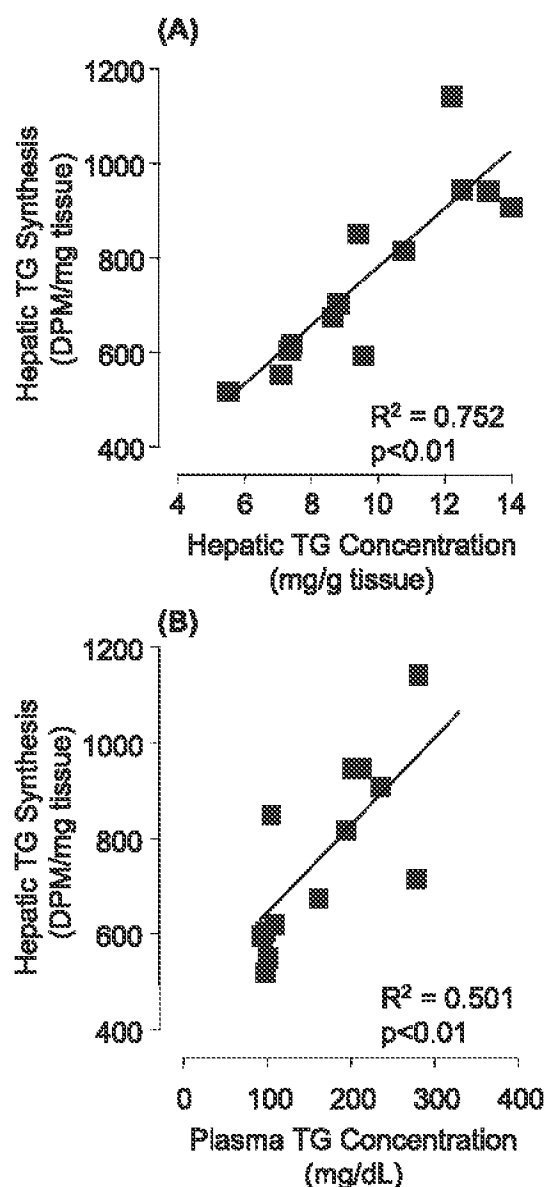 (A)
Hepatic TG Synthesis
(DPM/mg tissue)
1200
1000
800
600
400
R² = 0.752
p<0.01
4 6 8 10 12 14
Hepatic TG Concentration
(mg/g tissue)
(B)
Hepatic TG Synthesis
(DPM/mg tissue)
1200
1000
800
600
400
R² = 0.501
p<0.01
0 100 200 300 400
Plasma TG Concentration
(mg/dL)